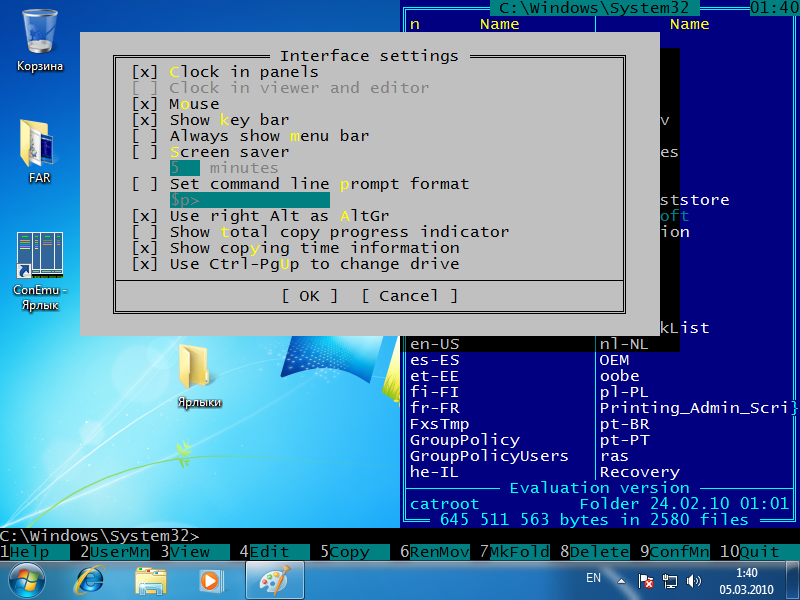 C:\Windows\System32 01:40
n Name Name
Корзина
Interface settings
[x] Clock in panels
[ ] Clock in viewer and editor
[x] Mouse
[x] Show key bar
[ ] Always show menu bar
[ ] Screen saver
5 minutes
[ ] Set command line prompt format
$p>
[x] Use right Alt as AltGr
[ ] Show total copy progress indicator
[x] Show copying time information
[x] Use Ctrl-PgUp to change drive
[ OK ] [ Cancel ]
FAR
ConEmu -
Ярлык
Ярлыки
v
es
tstore
oft
ion
kList
en-US nl-NL
es-ES OEM
et-EE oobe
fi-FI pl-PL
fr-FR Printing_Admin_Scri}
FxsTmp pt-BR
GroupPolicy pt-PT
GroupPolicyUsers ras
he-IL Recovery
Evaluation version
catroot Folder 24.02.10 01:01
645 511 563 bytes in 2580 files
C:\Windows\System32>
1Help 2UserMn 3View 4Edit 5Copy 6RenMov 7MkFold 8Delete 9ConfMn 10Quit
EN 1:40
05.03.2010